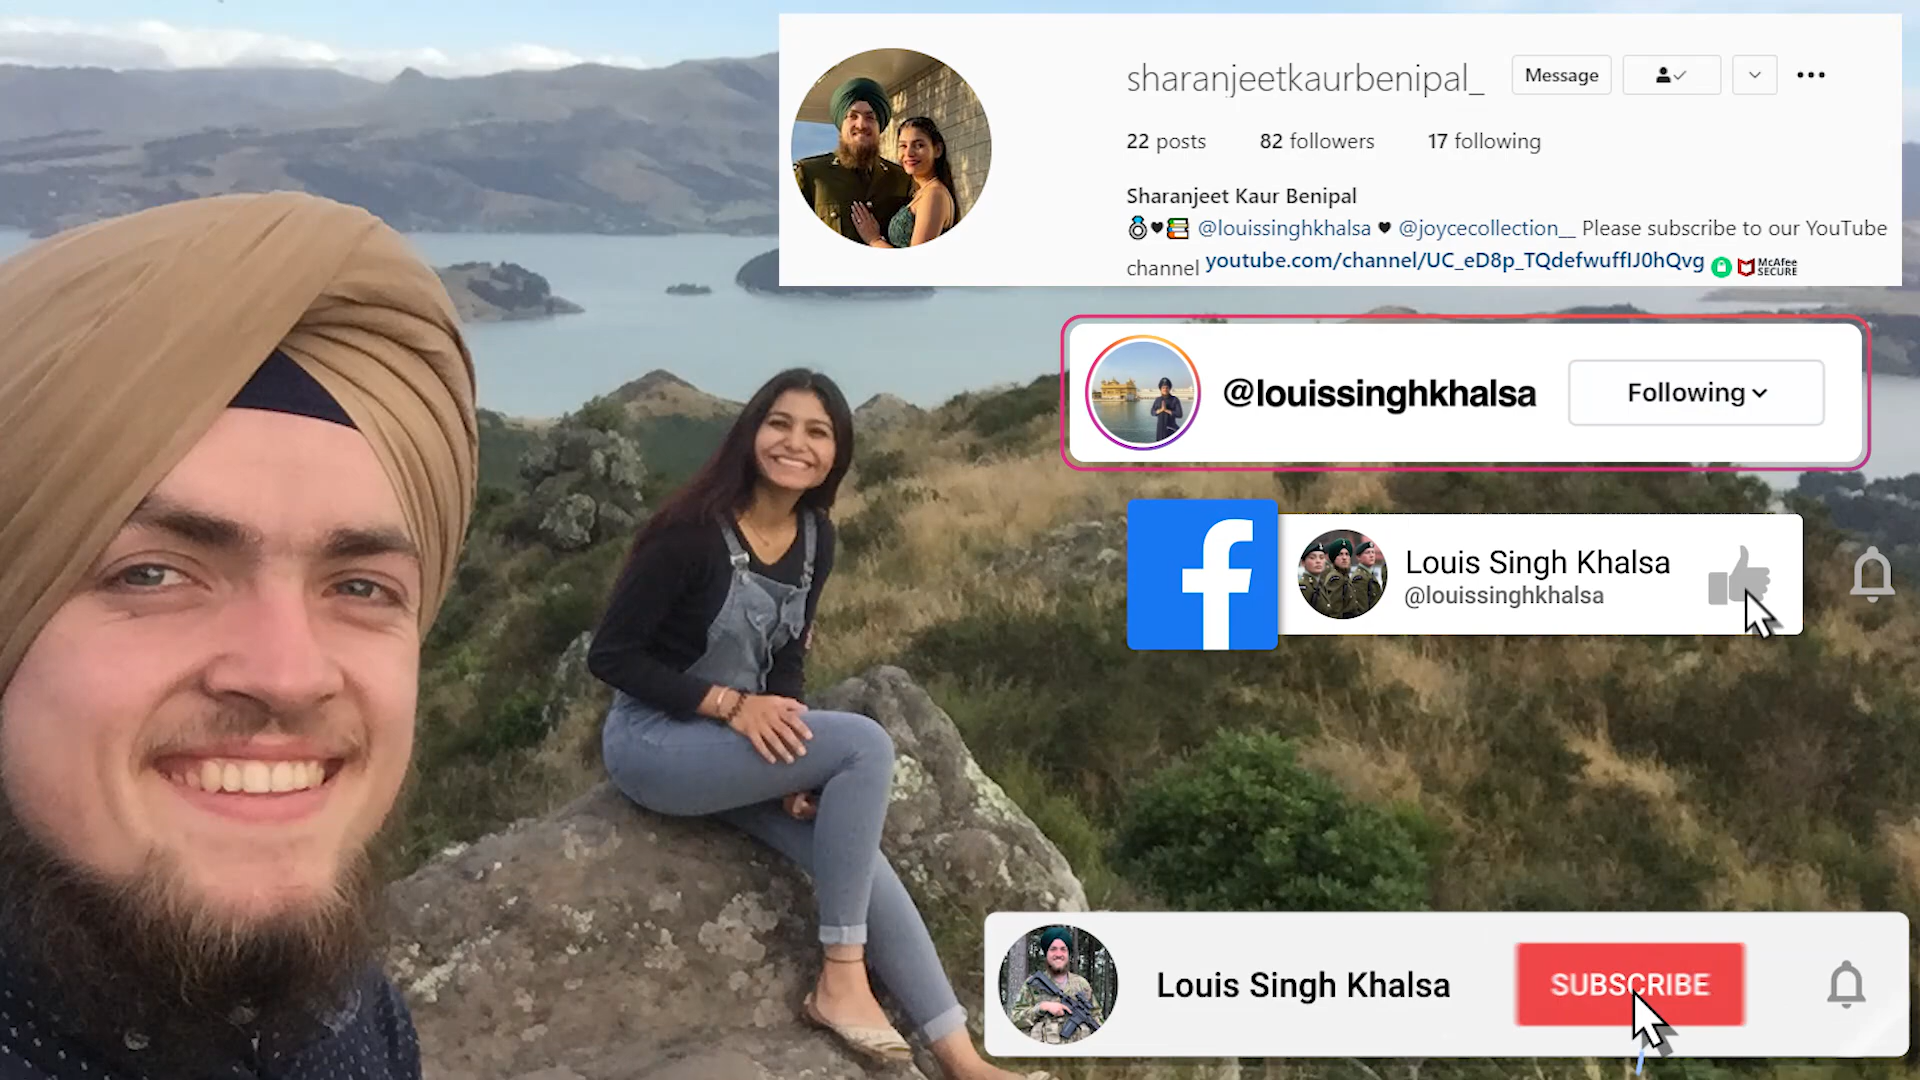 sharanjeetkaurbenipal_ Message
22 posts 82 followers 17 following
Sharanjeet Kaur Benipal
@louissinghkhalsa ♥ @joycecollection__ Please subscribe to our YouTube
channel youtube.com/channel/UC_eD8p_TQdefwuffIJ0hQvg McAfee SECURE
@louissinghkhalsa Following
f
Louis Singh Khalsa
@louissinghkhalsa
Louis Singh Khalsa SUBSCRIBE